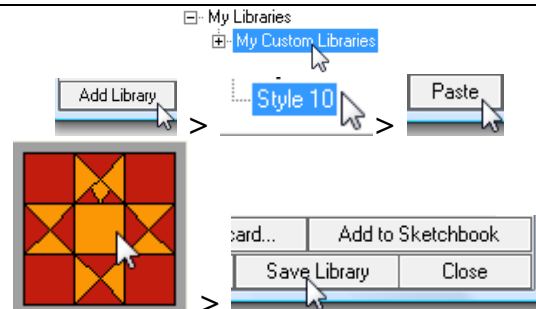 My Libraries
My Custom Libraries
Add Library > Style 10 > Paste
> card... Add to Sketchbook
Save Library Close